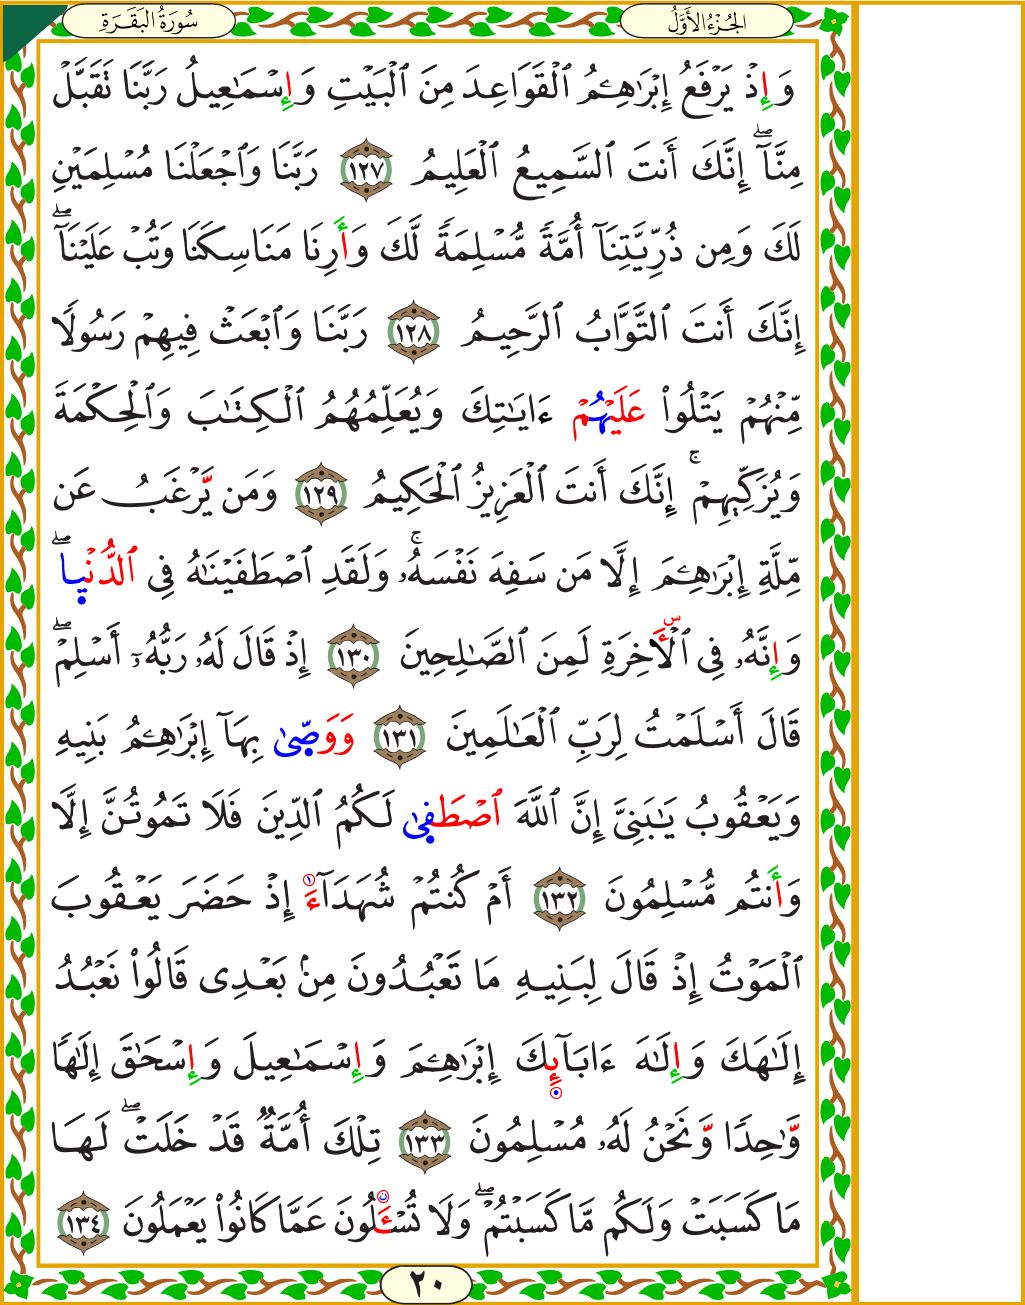 الجُزْءُ الأَوَّلُ
سُورَةُ البَقَرَةِ
وَإِذْ يَرْفَعُ إِبْرَٰهِـۧمُ ٱلْقَوَاعِدَ مِنَ ٱلْبَيْتِ وَإِسْمَـٰعِيلُ رَبَّنَا تَقَبَّلْ
مِنَّآ ۖ إِنَّكَ أَنتَ ٱلسَّمِيعُ ٱلْعَلِيمُ ١٢٧ رَبَّنَا وَٱجْعَلْنَا مُسْلِمَيْنِ
لَكَ وَمِن ذُرِّيَّتِنَآ أُمَّةً مُّسْلِمَةً لَّكَ وَأَرِنَا مَنَاسِكَنَا وَتُبْ عَلَيْنَآ ۖ
إِنَّكَ أَنتَ ٱلتَّوَّابُ ٱلرَّحِيمُ ١٢٨ رَبَّنَا وَٱبْعَثْ فِيهِمْ رَسُولًا
مِّنْهُمْ يَتْلُوا۟ عَلَيْهُمْ ءَايَـٰتِكَ وَيُعَلِّمُهُمُ ٱلْكِتَـٰبَ وَٱلْحِكْمَةَ
وَيُزَكِّيهِمْ ۚ إِنَّكَ أَنتَ ٱلْعَزِيزُ ٱلْحَكِيمُ ١٢٩ وَمَن يَّرْغَبُ عَن
مِّلَّةِ إِبْرَٰهِـۧمَ إِلَّا مَن سَفِهَ نَفْسَهُۥ ۚ وَلَقَدِ ٱصْطَفَيْنَـٰهُ فِى ٱلدُّنْيٜا ۖ
وَإِنَّهُۥ فِى ٱلْـَٔاخِرَةِ لَمِنَ ٱلصَّـٰلِحِينَ ١٣٠ إِذْ قَالَ لَهُۥ رَبُّهُۥٓ أَسْلِمْ ۖ
قَالَ أَسْلَمْتُ لِرَبِّ ٱلْعَـٰلَمِينَ ١٣١ وَوَصّٜىٰ بِهَآ إِبْرَٰهِـۧمُ بَنِيهِ
وَيَعْقُوبُ يَـٰبَنِىَّ إِنَّ ٱللَّهَ ٱصْطَفٜىٰ لَكُمُ ٱلدِّينَ فَلَا تَمُوتُنَّ إِلَّا
وَأَنتُم مُّسْلِمُونَ ١٣٢ أَمْ كُنتُمْ شُهَدَآءَ إِذْ حَضَرَ يَعْقُوبَ
ٱلْمَوْتُ إِذْ قَالَ لِبَنِيهِ مَا تَعْبُدُونَ مِنۢ بَعْدِى قَالُوا۟ نَعْبُدُ
إِلَـٰهَكَ وَإِلَـٰهَ ءَابَآئِكَ إِبْرَٰهِـۧمَ وَإِسْمَـٰعِيلَ وَإِسْحَـٰقَ إِلَـٰهًا
وَّٰحِدًا وَّنَحْنُ لَهُۥ مُسْلِمُونَ ١٣٣ تِلْكَ أُمَّةٌ قَدْ خَلَتْ ۖ لَهَا
مَا كَسَبَتْ وَلَكُم مَّا كَسَبْتُمْ ۖ وَلَا تُسْـَٔلُونَ عَمَّا كَانُوا۟ يَعْمَلُونَ ١٣٤
٢٠